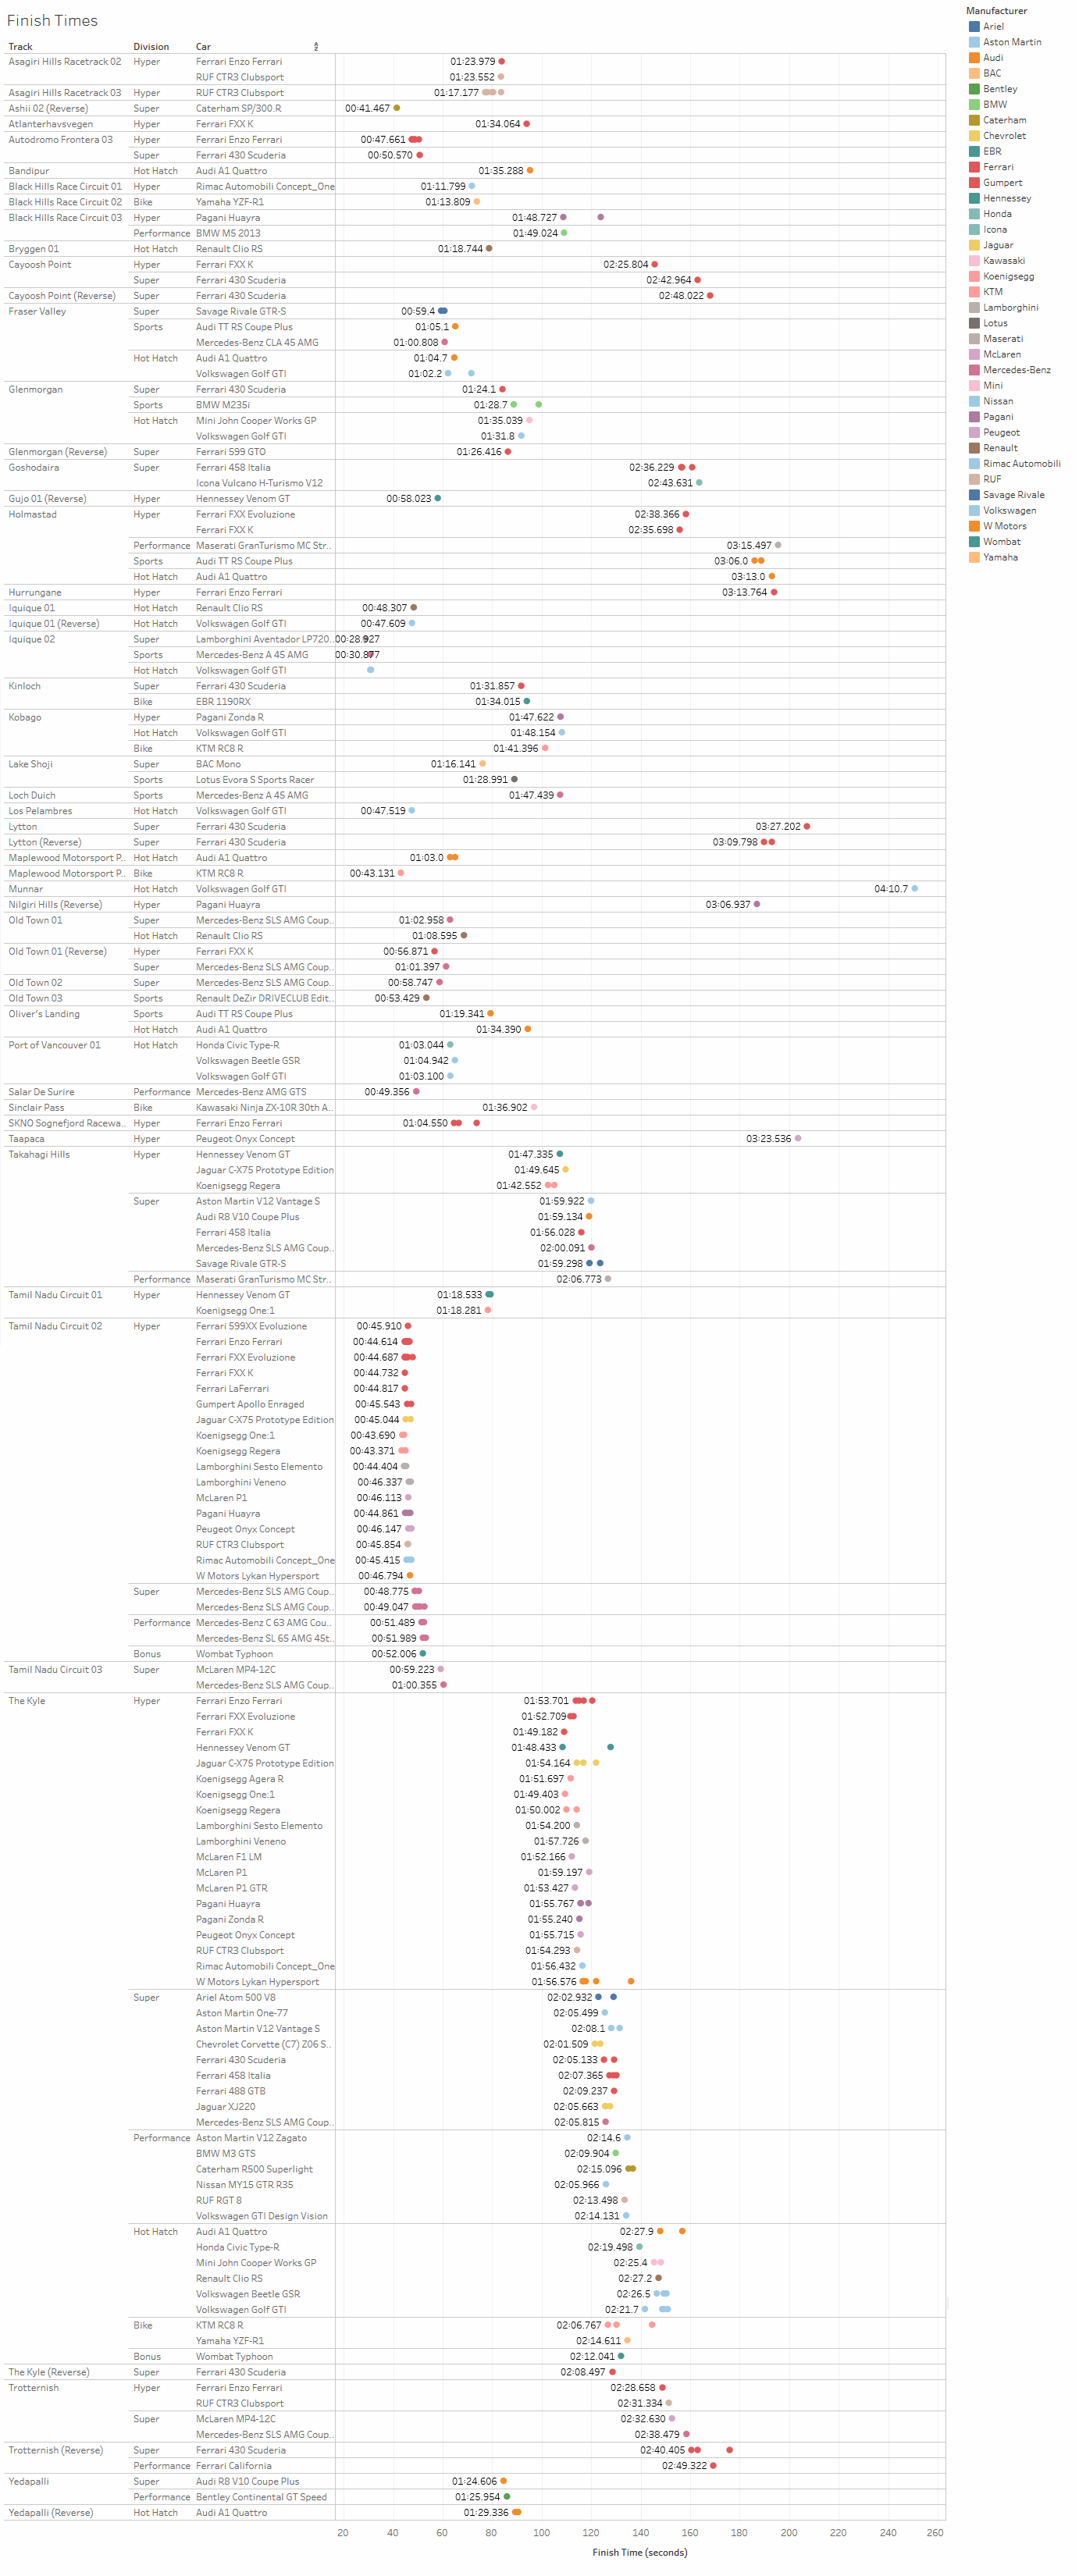 Finish Times
Track Division Car
Asagiri Hills Racetrack 02 Hyper Ferrari Enzo Ferrari 01:23.979
RUF CTR3 Clubsport 01:23.552
Asagiri Hills Racetrack 03 Hyper RUF CTR3 Clubsport 01:17.177
Ashii 02 (Reverse) Super Caterham SP/300.R 00:41.467
Atlanterhavsvegen Hyper Ferrari FXX K 01:34.064
Autodromo Frontera 03 Hyper Ferrari Enzo Ferrari 00:47.661
Super Ferrari 430 Scuderia 00:50.570
Bandipur Hot Hatch Audi A1 Quattro 01:35.288
Black Hills Race Circuit 01 Hyper Rimac Automobili Concept_One 01:11.799
Black Hills Race Circuit 02 Bike Yamaha YZF-R1 01:13.809
Black Hills Race Circuit 03 Hyper Pagani Huayra 01:48.727
Performance BMW M5 2013 01:49.024
Bryggen 01 Hot Hatch Renault Clio RS 01:18.744
Cayoosh Point Hyper Ferrari FXX K 02:25.804
Super Ferrari 430 Scuderia 02:42.964
Cayoosh Point (Reverse) Super Ferrari 430 Scuderia 02:48.022
Fraser Valley Super Savage Rivale GTR-S 00:59.4
Sports Audi TT RS Coupe Plus 01:05.1
Mercedes-Benz CLA 45 AMG 01:00.808
Hot Hatch Audi A1 Quattro 01:04.7
Volkswagen Golf GTI 01:02.2
Glenmorgan Super Ferrari 430 Scuderia 01:24.1
Sports BMW M235i 01:28.7
Hot Hatch Mini John Cooper Works GP 01:35.039
Volkswagen Golf GTI 01:31.8
Glenmorgan (Reverse) Super Ferrari 599 GTO 01:26.416
Goshodaira Super Ferrari 458 Italia 02:36.229
Icona Vulcano H-Turismo V12 02:43.631
Gujo 01 (Reverse) Hyper Hennessey Venom GT 00:58.023
Holmastad Hyper Ferrari FXX Evoluzione 02:38.366
Ferrari FXX K 02:35.698
Performance Maserati GranTurismo MC Str.. 03:15.497
Sports Audi TT RS Coupe Plus 03:06.0
Hot Hatch Audi A1 Quattro 03:13.0
Hurrungane Hyper Ferrari Enzo Ferrari 03:13.764
Iquique 01 Hot Hatch Renault Clio RS 00:48.307
Iquique 01 (Reverse) Hot Hatch Volkswagen Golf GTI 00:47.609
Iquique 02 Super Lamborghini Aventador LP720.. 00:28.927
Sports Mercedes-Benz A 45 AMG 00:30.877
Hot Hatch Volkswagen Golf GTI
Kinloch Super Ferrari 430 Scuderia 01:31.857
Bike EBR 1190RX 01:34.015
Kobago Hyper Pagani Zonda R 01:47.622
Hot Hatch Volkswagen Golf GTI 01:48.154
Bike KTM RC8 R 01:41.396
Lake Shoji Super BAC Mono 01:16.141
Sports Lotus Evora S Sports Racer 01:28.991
Loch Duich Sports Mercedes-Benz A 45 AMG 01:47.439
Los Pelambres Hot Hatch Volkswagen Golf GTI 00:47.519
Lytton Super Ferrari 430 Scuderia 03:27.202
Lytton (Reverse) Super Ferrari 430 Scuderia 03:09.798
Maplewood Motorsport P.. Hot Hatch Audi A1 Quattro 01:03.0
Maplewood Motorsport P.. Bike KTM RC8 R 00:43.131
Munnar Hot Hatch Volkswagen Golf GTI 04:10.7
Nilgiri Hills (Reverse) Hyper Pagani Huayra 03:06.937
Old Town 01 Super Mercedes-Benz SLS AMG Coup.. 01:02.958
Hot Hatch Renault Clio RS 01:08.595
Old Town 01 (Reverse) Hyper Ferrari FXX K 00:56.871
Super Mercedes-Benz SLS AMG Coup.. 01:01.397
Old Town 02 Super Mercedes-Benz SLS AMG Coup.. 00:58.747
Old Town 03 Sports Renault DeZir DRIVECLUB Edit.. 00:53.429
Oliver's Landing Sports Audi TT RS Coupe Plus 01:19.341
Hot Hatch Audi A1 Quattro 01:34.390
Port of Vancouver 01 Hot Hatch Honda Civic Type-R 01:03.044
Volkswagen Beetle GSR 01:04.942
Volkswagen Golf GTI 01:03.100
Salar De Surire Performance Mercedes-Benz AMG GTS 00:49.356
Sinclair Pass Bike Kawasaki Ninja ZX-10R 30th A.. 01:36.902
SKNO Sognefjord Racewa.. Hyper Ferrari Enzo Ferrari 01:04.550
Taapaca Hyper Peugeot Onyx Concept 03:23.536
Takahagi Hills Hyper Hennessey Venom GT 01:47.335
Jaguar C-X75 Prototype Edition 01:49.645
Koenigsegg Regera 01:42.552
Super Aston Martin V12 Vantage S 01:59.922
Audi R8 V10 Coupe Plus 01:59.134
Ferrari 458 Italia 01:56.028
Mercedes-Benz SLS AMG Coup.. 02:00.091
Savage Rivale GTR-S 01:59.298
Performance Maserati GranTurismo MC Str.. 02:06.773
Tamil Nadu Circuit 01 Hyper Hennessey Venom GT 01:18.533
Koenigsegg One:1 01:18.281
Tamil Nadu Circuit 02 Hyper Ferrari 599XX Evoluzione 00:45.910
Ferrari Enzo Ferrari 00:44.614
Ferrari FXX Evoluzione 00:44.687
Ferrari FXX K 00:44.732
Ferrari LaFerrari 00:44.817
Gumpert Apollo Enraged 00:45.543
Jaguar C-X75 Prototype Edition 00:45.044
Koenigsegg One:1 00:43.690
Koenigsegg Regera 00:43.371
Lamborghini Sesto Elemento 00:44.404
Lamborghini Veneno 00:46.337
McLaren P1 00:46.113
Pagani Huayra 00:44.861
Peugeot Onyx Concept 00:46.147
RUF CTR3 Clubsport 00:45.854
Rimac Automobili Concept_One 00:45.415
W Motors Lykan Hypersport 00:46.794
Super Mercedes-Benz SLS AMG Coup.. 00:48.775
Mercedes-Benz SLS AMG Coup.. 00:49.047
Performance Mercedes-Benz C 63 AMG Cou.. 00:51.489
Mercedes-Benz SL 65 AMG 45t.. 00:51.989
Bonus Wombat Typhoon 00:52.006
Tamil Nadu Circuit 03 Super McLaren MP4-12C 00:59.223
Mercedes-Benz SLS AMG Coup.. 01:00.355
The Kyle Hyper Ferrari Enzo Ferrari 01:53.701
Ferrari FXX Evoluzione 01:52.709
Ferrari FXX K 01:49.182
Hennessey Venom GT 01:48.433
Jaguar C-X75 Prototype Edition 01:54.164
Koenigsegg Agera R 01:51.697
Koenigsegg One:1 01:49.403
Koenigsegg Regera 01:50.002
Lamborghini Sesto Elemento 01:54.200
Lamborghini Veneno 01:57.726
McLaren F1 LM 01:52.166
McLaren P1 01:59.197
McLaren P1 GTR 01:53.427
Pagani Huayra 01:55.767
Pagani Zonda R 01:55.240
Peugeot Onyx Concept 01:55.715
RUF CTR3 Clubsport 01:54.293
Rimac Automobili Concept_One 01:56.432
W Motors Lykan Hypersport 01:56.576
Super Ariel Atom 500 V8 02:02.932
Aston Martin One-77 02:05.499
Aston Martin V12 Vantage S 02:08.1
Chevrolet Corvette (C7) Z06 S.. 02:01.509
Ferrari 430 Scuderia 02:05.133
Ferrari 458 Italia 02:07.365
Ferrari 488 GTB 02:09.237
Jaguar XJ220 02:05.663
Mercedes-Benz SLS AMG Coup.. 02:05.815
Performance Aston Martin V12 Zagato 02:14.6
BMW M3 GTS 02:09.904
Caterham R500 Superlight 02:15.096
Nissan MY15 GTR R35 02:05.966
RUF RGT 8 02:13.498
Volkswagen GTI Design Vision 02:14.131
Hot Hatch Audi A1 Quattro 02:27.9
Honda Civic Type-R 02:19.498
Mini John Cooper Works GP 02:25.4
Renault Clio RS 02:27.2
Volkswagen Beetle GSR 02:26.5
Volkswagen Golf GTI 02:21.7
Bike KTM RC8 R 02:06.767
Yamaha YZF-R1 02:14.611
Bonus Wombat Typhoon 02:12.041
The Kyle (Reverse) Super Ferrari 430 Scuderia 02:08.497
Trotternish Hyper Ferrari Enzo Ferrari 02:28.658
RUF CTR3 Clubsport 02:31.334
Super McLaren MP4-12C 02:32.630
Mercedes-Benz SLS AMG Coup.. 02:38.479
Trotternish (Reverse) Super Ferrari 430 Scuderia 02:40.405
Performance Ferrari California 02:49.322
Yedapalli Super Audi R8 V10 Coupe Plus 01:24.606
Performance Bentley Continental GT Speed 01:25.954
Yedapalli (Reverse) Hot Hatch Audi A1 Quattro 01:29.336
20 40 60 80 100 120 140 160 180 200 220 240 260
Finish Time (seconds)
Manufacturer
Ariel
Aston Martin
Audi
BAC
Bentley
BMW
Caterham
Chevrolet
EBR
Ferrari
Gumpert
Hennessey
Honda
Icona
Jaguar
Kawasaki
Koenigsegg
KTM
Lamborghini
Lotus
Maserati
McLaren
Mercedes-Benz
Mini
Nissan
Pagani
Peugeot
Renault
Rimac Automobili
RUF
Savage Rivale
Volkswagen
W Motors
Wombat
Yamaha